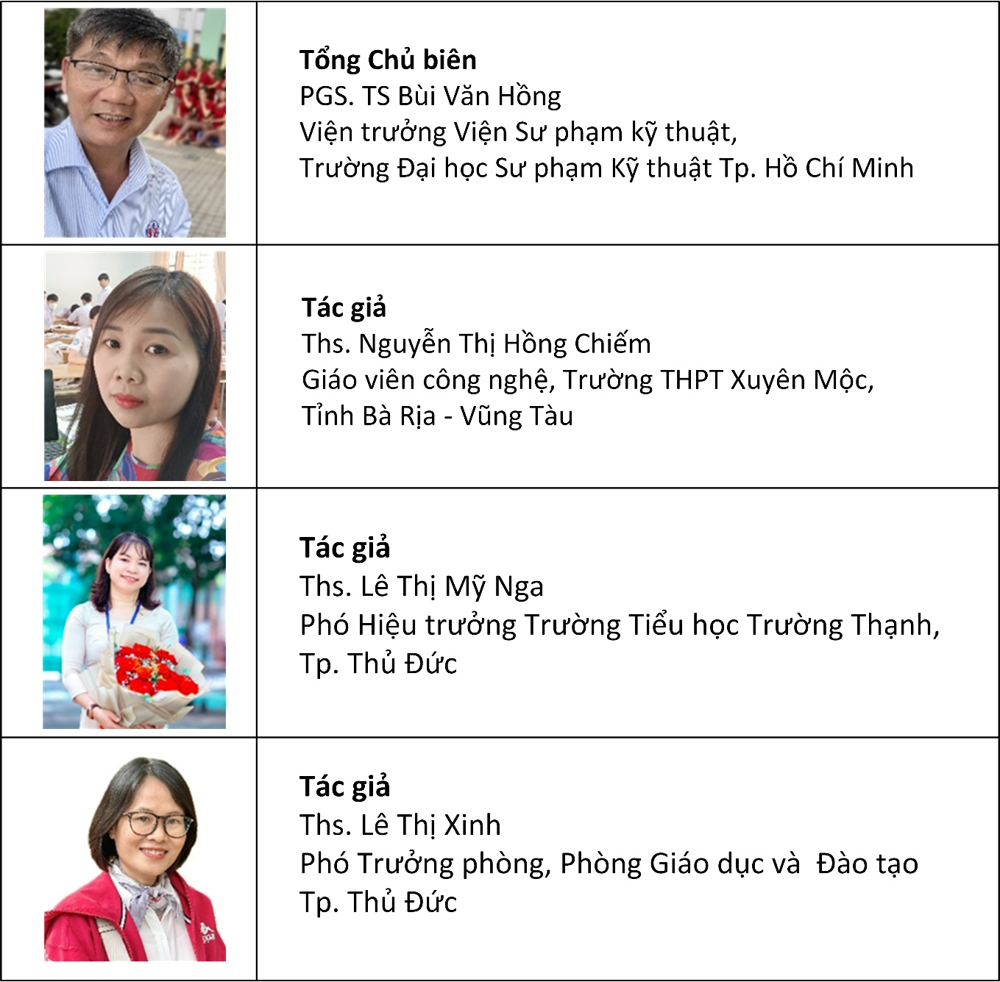 Tổng Chủ biên
PGS. TS Bùi Văn Hồng
Viện trưởng Viện Sư phạm kỹ thuật,
Trường Đại học Sư phạm Kỹ thuật Tp. Hồ Chí Minh
Tác giả
Ths. Nguyễn Thị Hồng Chiếm
Giáo viên công nghệ, Trường THPT Xuyên Mộc,
Tỉnh Bà Rịa - Vũng Tàu
Tác giả
Ths. Lê Thị Mỹ Nga
Phó Hiệu trưởng Trường Tiểu học Trường Thạnh,
Tp. Thủ Đức
Tác giả
Ths. Lê Thị Xinh
Phó Trưởng phòng, Phòng Giáo dục và  Đào tạo
Tp. Thủ Đức